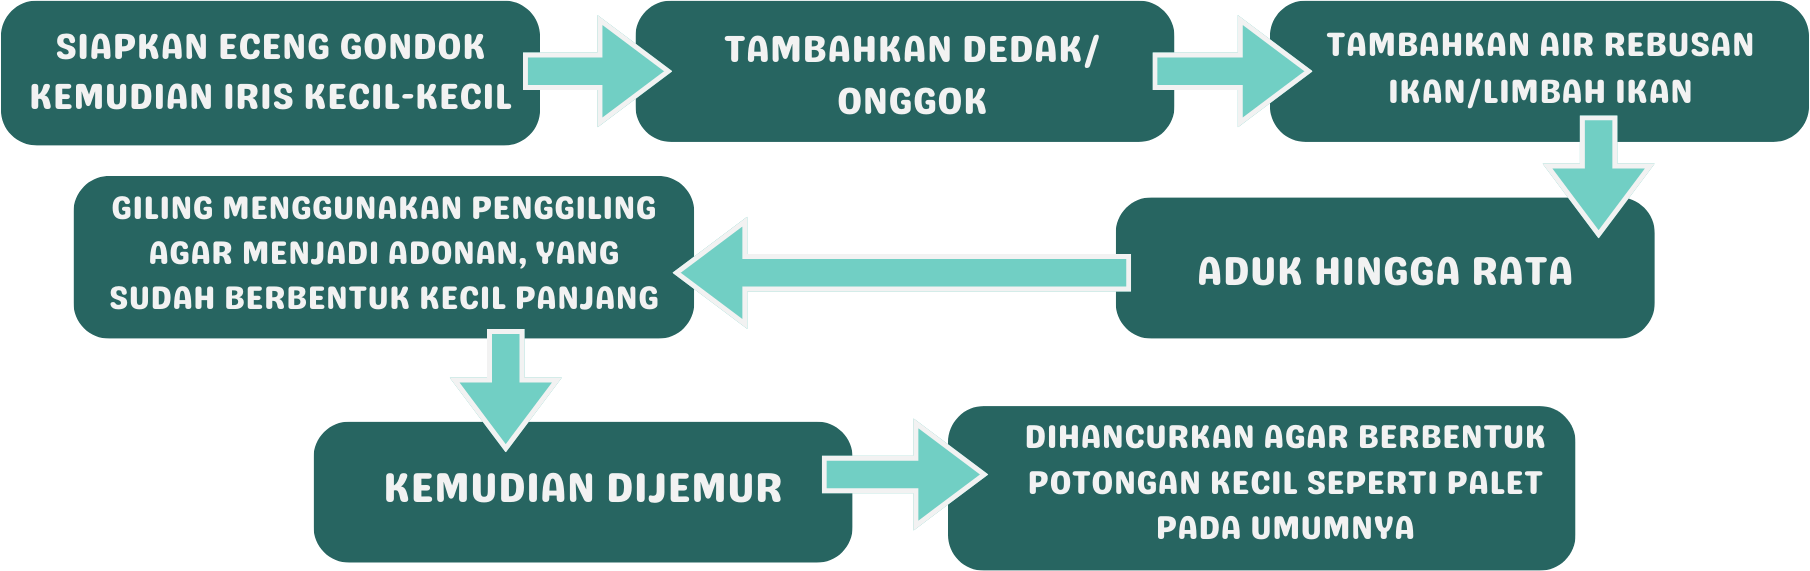 SIAPKAN ECENG GONDOK
KEMUDIAN IRIS KECIL-KECIL
TAMBAHKAN DEDAK/
ONGGOK
TAMBAHKAN AIR REBUSAN
IKAN/LIMBAH IKAN
ADUK HINGGA RATA
GILING MENGGUNAKAN PENGGILING
AGAR MENJADI ADONAN, YANG
SUDAH BERBENTUK KECIL PANJANG
KEMUDIAN DIJEMUR
DIHANCURKAN AGAR BERBENTUK
POTONGAN KECIL SEPERTI PALET
PADA UMUMNYA